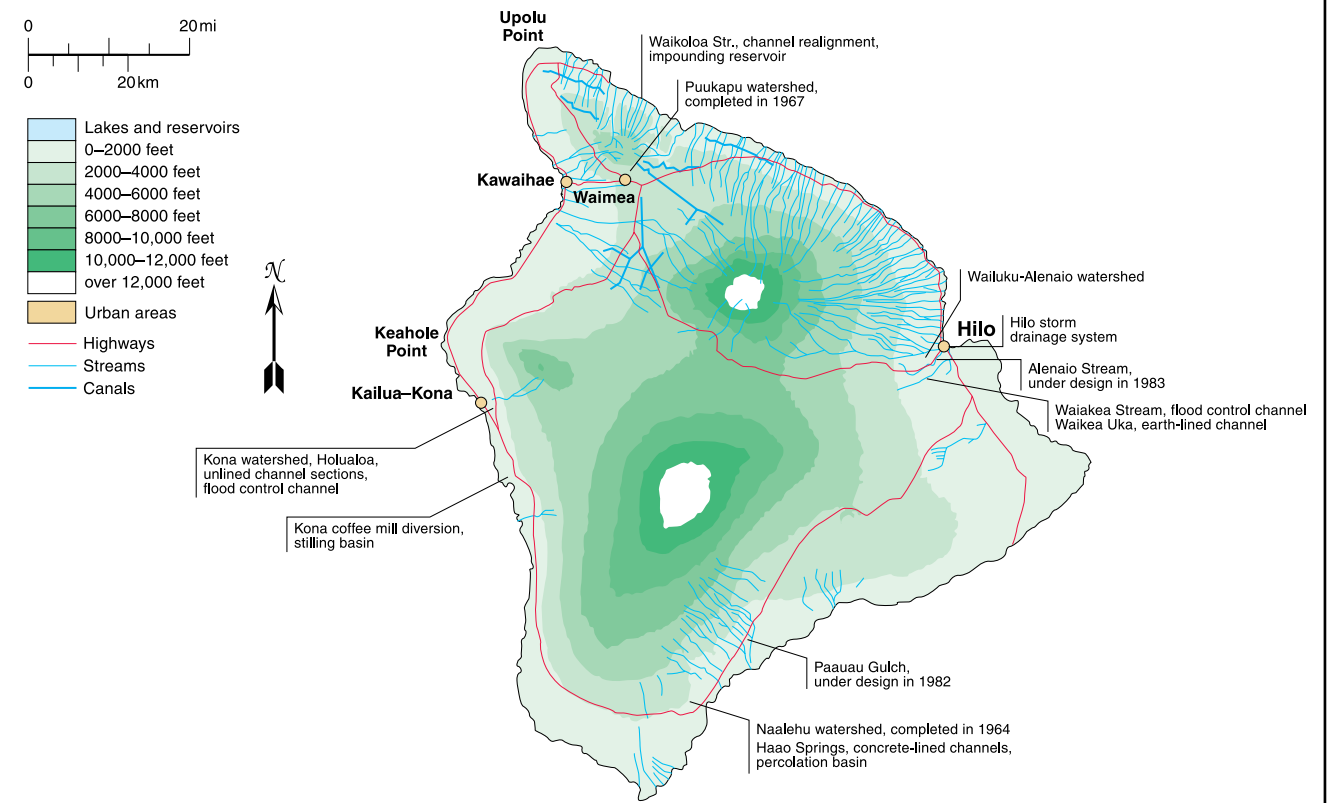 0 20 mi
0 20 km
Lakes and reservoirs
0–2000 feet
2000–4000 feet
4000–6000 feet
6000–8000 feet
8000–10,000 feet
10,000–12,000 feet
over 12,000 feet
Urban areas
Highways
Streams
Canals
N
Upolu
Point
Waikoloa Str., channel realignment,
impounding reservoir
Puukapu watershed,
completed in 1967
Kawaihae
Waimea
Wailuku-Alenaio watershed
Hilo
Hilo storm
drainage system
Alenaio Stream,
under design in 1983
Waiakea Stream, flood control channel
Waikea Uka, earth-lined channel
Keahole
Point
Kailua–Kona
Kona watershed, Holualoa,
unlined channel sections,
flood control channel
Kona coffee mill diversion,
stilling basin
Paauau Gulch,
under design in 1982
Naalehu watershed, completed in 1964
Haao Springs, concrete-lined channels,
percolation basin